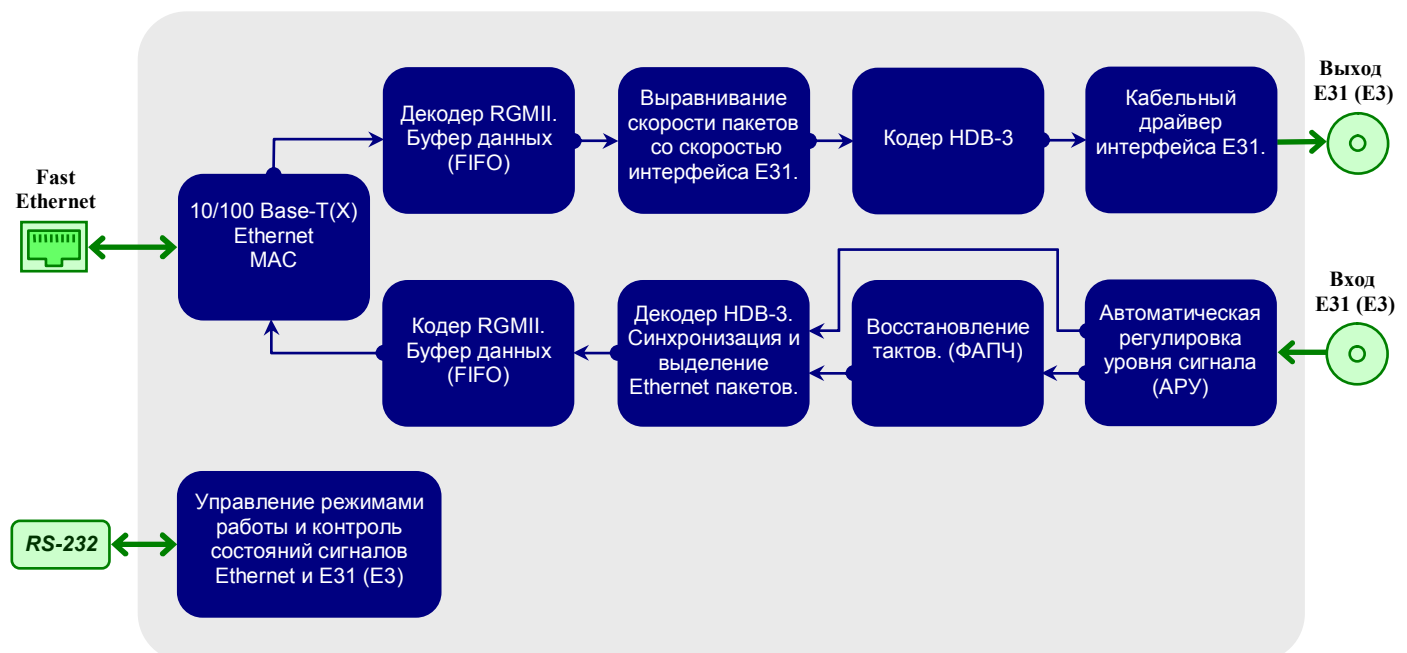 Fast
Ethernet
10/100 Base-T(X)
Ethernet
MAC
Декодер RGMII.
Буфер данных
(FIFO)
Выравнивание
скорости пакетов
со скоростью
интерфейса E31.
Кодер HDB-3
Кабельный
драйвер
интерфейса E31.
Выход
E31 (E3)
Кодер RGMII.
Буфер данных
(FIFO)
Декодер HDB-3.
Синхронизация и
выделение
Ethernet пакетов.
Восстановление
тактов. (ФАПЧ)
Автоматическая
регулировка
уровня сигнала
(АРУ)
Вход
E31 (E3)
RS-232
Управление режимами
работы и контроль
состояний сигналов
Ethernet и E31 (E3)